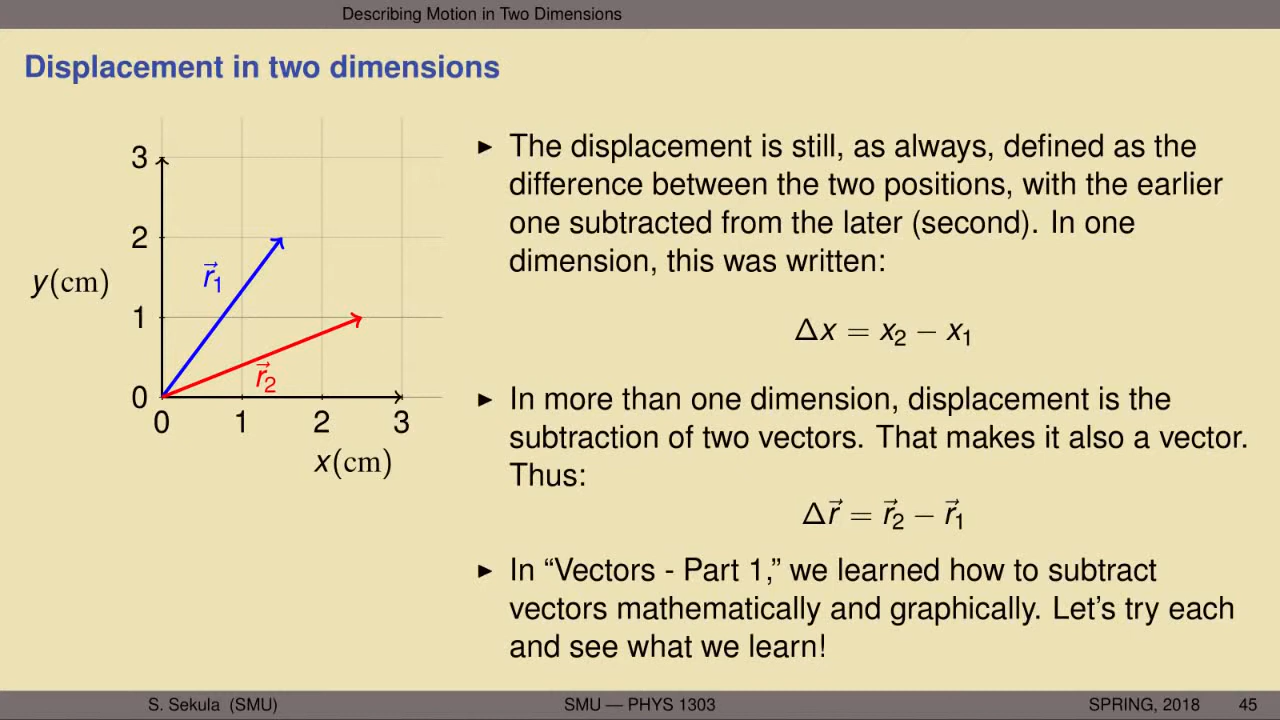 Describing Motion in Two Dimensions
Displacement in two dimensions
3
2
1
0
0 1 2 3
y(cm)
x(cm)
r⃗₁
r⃗₂
▶ The displacement is still, as always, defined as the
difference between the two positions, with the earlier
one subtracted from the later (second). In one
dimension, this was written:
Δx = x₂ − x₁
▶ In more than one dimension, displacement is the
subtraction of two vectors. That makes it also a vector.
Thus:
Δr⃗ = r⃗₂ − r⃗₁
▶ In “Vectors - Part 1,” we learned how to subtract
vectors mathematically and graphically. Let’s try each
and see what we learn!
S. Sekula (SMU) SMU — PHYS 1303 SPRING, 2018 45